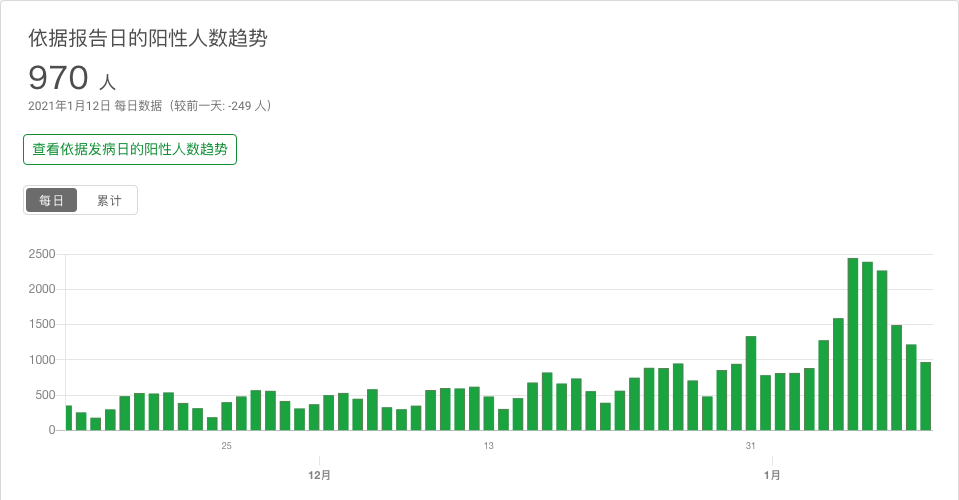 依据报告日的阳性人数趋势
970 人
2021年1月12日 每日数据（较前一天: -249 人）
查看依据发病日的阳性人数趋势
每日 累计
2500
2000
1500
1000
500
0
25 13 31
12月 1月